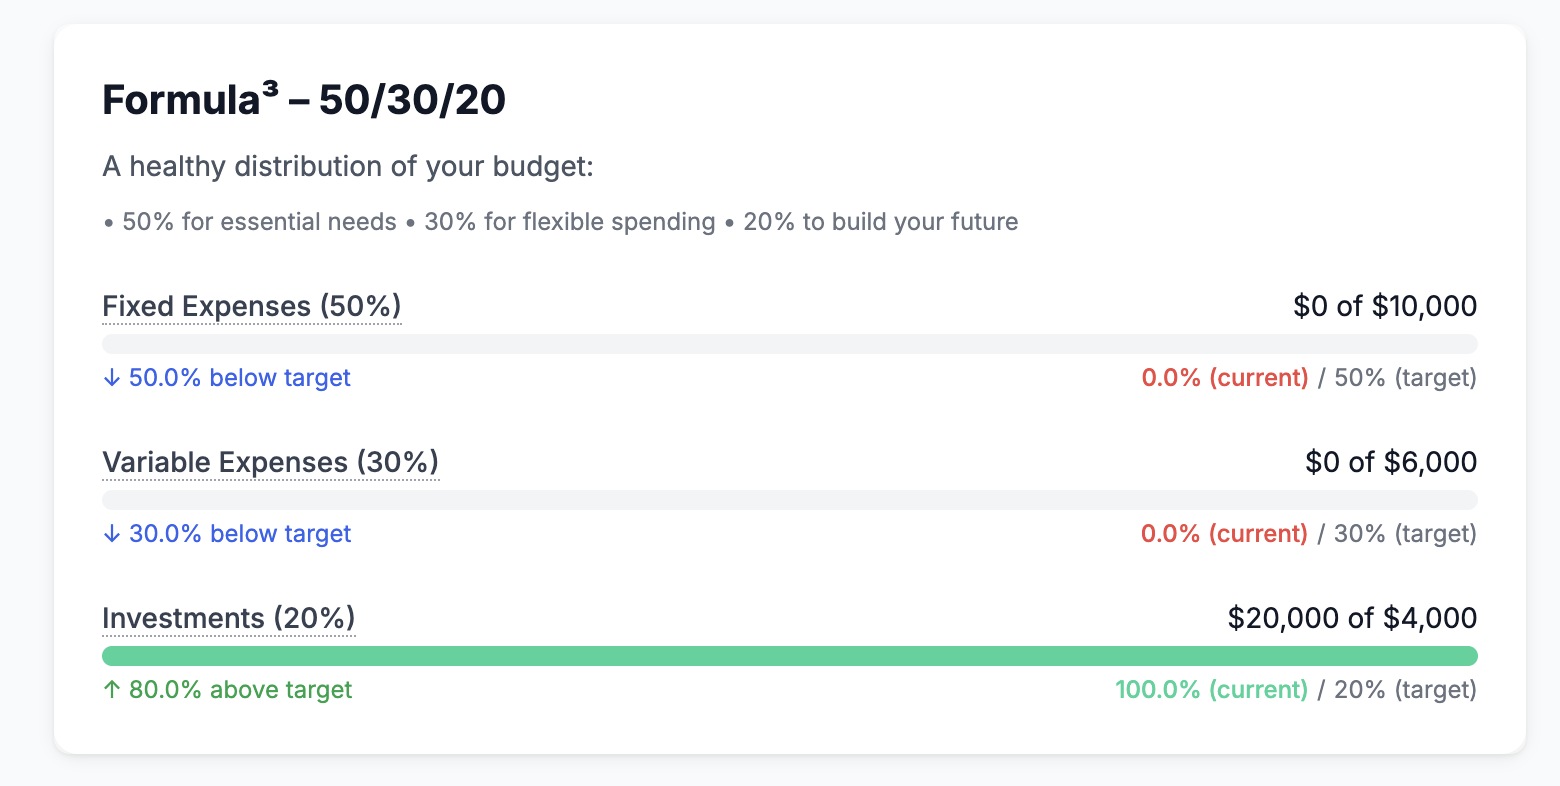 Formula³ – 50/30/20
A healthy distribution of your budget:
• 50% for essential needs • 30% for flexible spending • 20% to build your future
Fixed Expenses (50%) $0 of $10,000
↓ 50.0% below target 0.0% (current) / 50% (target)
Variable Expenses (30%) $0 of $6,000
↓ 30.0% below target 0.0% (current) / 30% (target)
Investments (20%) $20,000 of $4,000
↑ 80.0% above target 100.0% (current) / 20% (target)